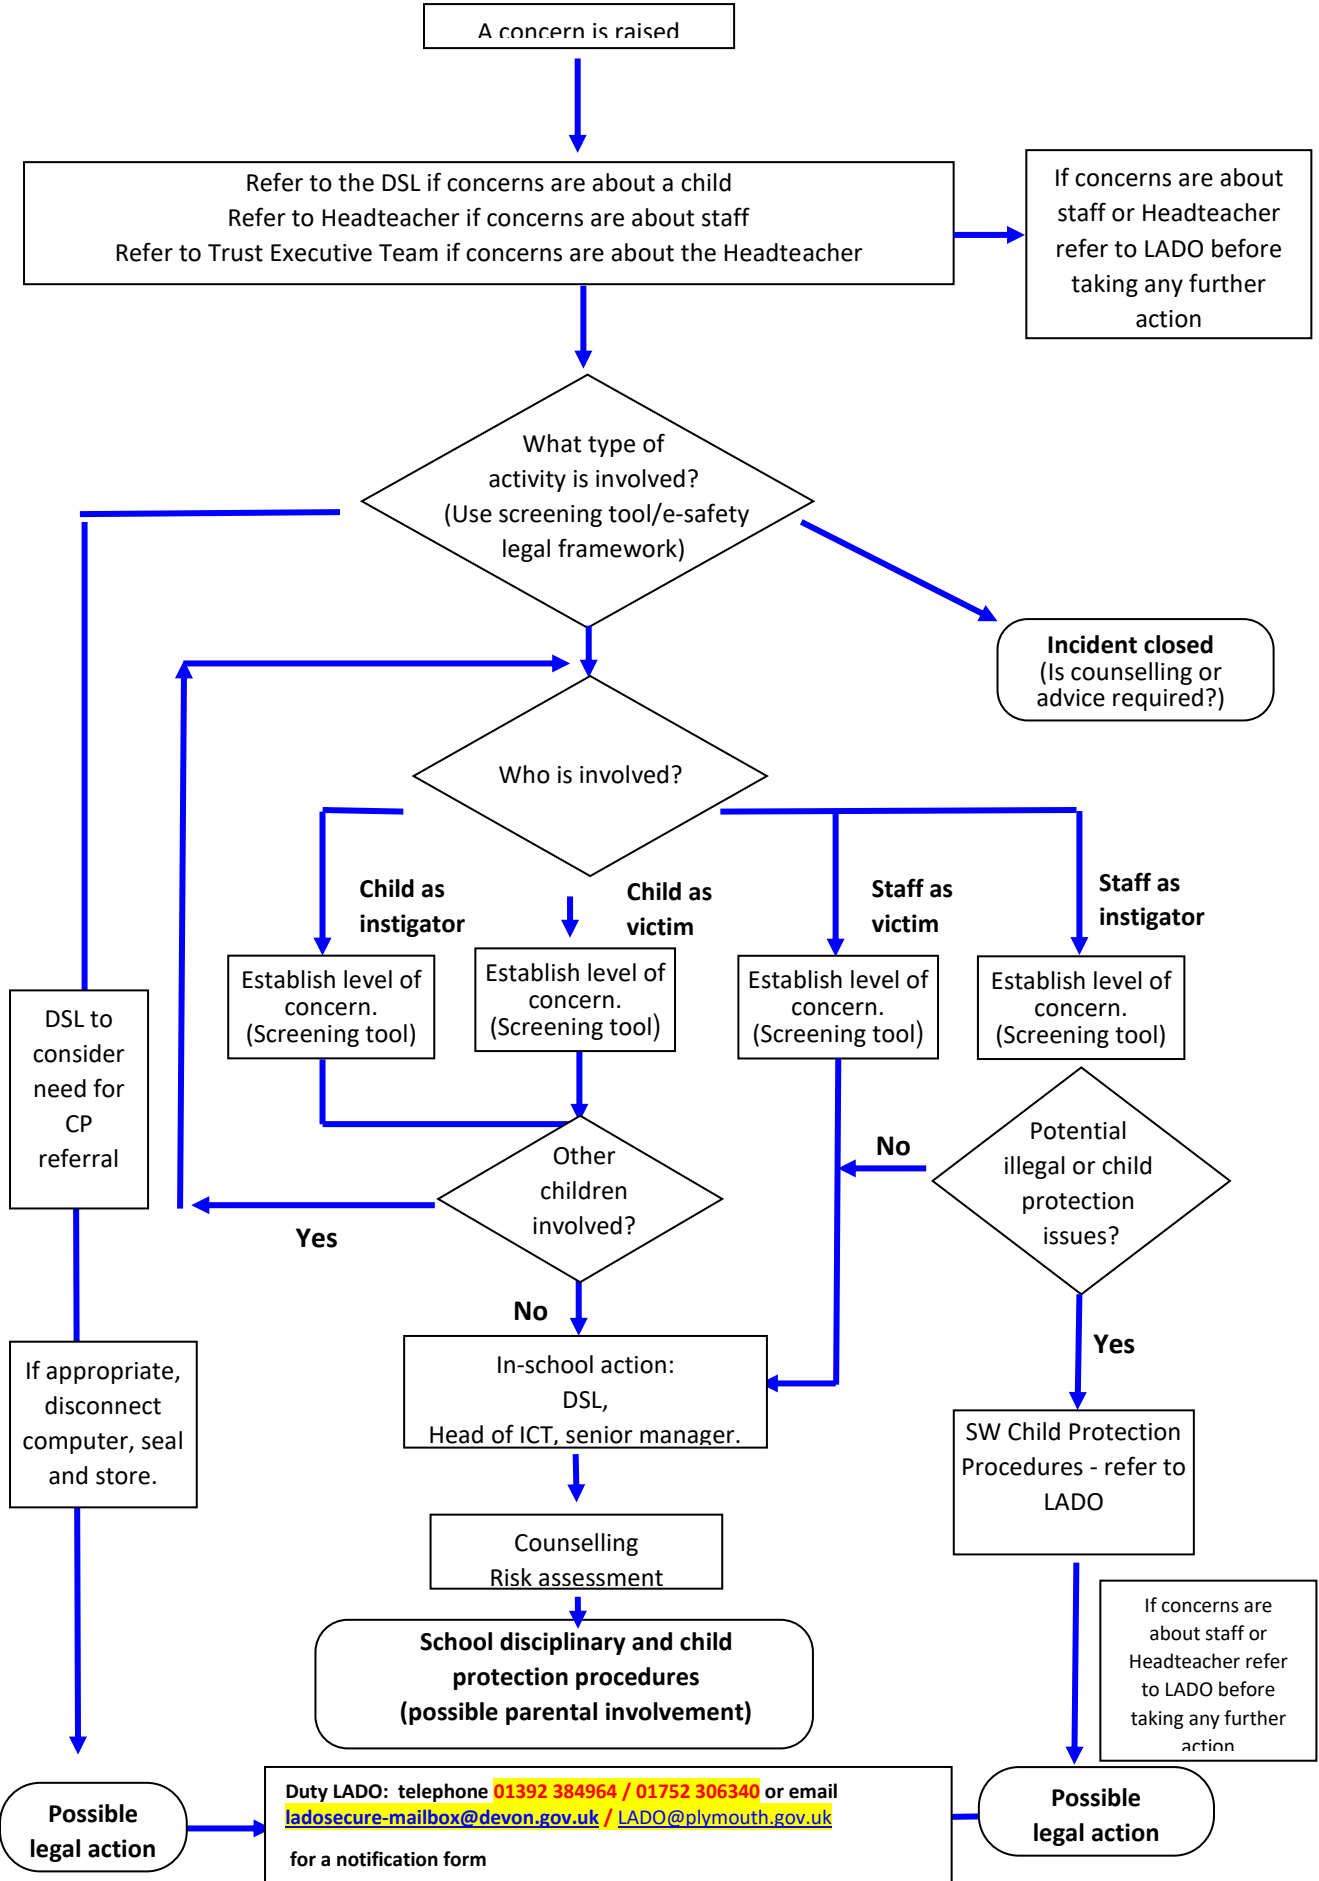 A concern is raised
Refer to the DSL if concerns are about a child
Refer to Headteacher if concerns are about staff
Refer to Trust Executive Team if concerns are about the Headteacher
If concerns are about
staff or Headteacher
refer to LADO before
taking any further
action
What type of
activity is involved?
(Use screening tool/e-safety
legal framework)
Incident closed
(Is counselling or
advice required?)
Who is involved?
Child as
instigator
Child as
victim
Staff as
victim
Staff as
instigator
Establish level of
concern.
(Screening tool)
Establish level of
concern.
(Screening tool)
Establish level of
concern.
(Screening tool)
Establish level of
concern.
(Screening tool)
DSL to
consider
need for
CP
referral
Other
children
involved?
Yes
No
No
Potential
illegal or child
protection
issues?
Yes
If appropriate,
disconnect
computer, seal
and store.
In-school action:
DSL,
Head of ICT, senior manager.
SW Child Protection
Procedures - refer to
LADO
Counselling
Risk assessment
School disciplinary and child
protection procedures
(possible parental involvement)
If concerns are
about staff or
Headteacher refer
to LADO before
taking any further
action
Possible
legal action
Duty LADO: telephone 01392 384964 / 01752 306340 or email
ladosecure-mailbox@devon.gov.uk / LADO@plymouth.gov.uk
for a notification form
Possible
legal action